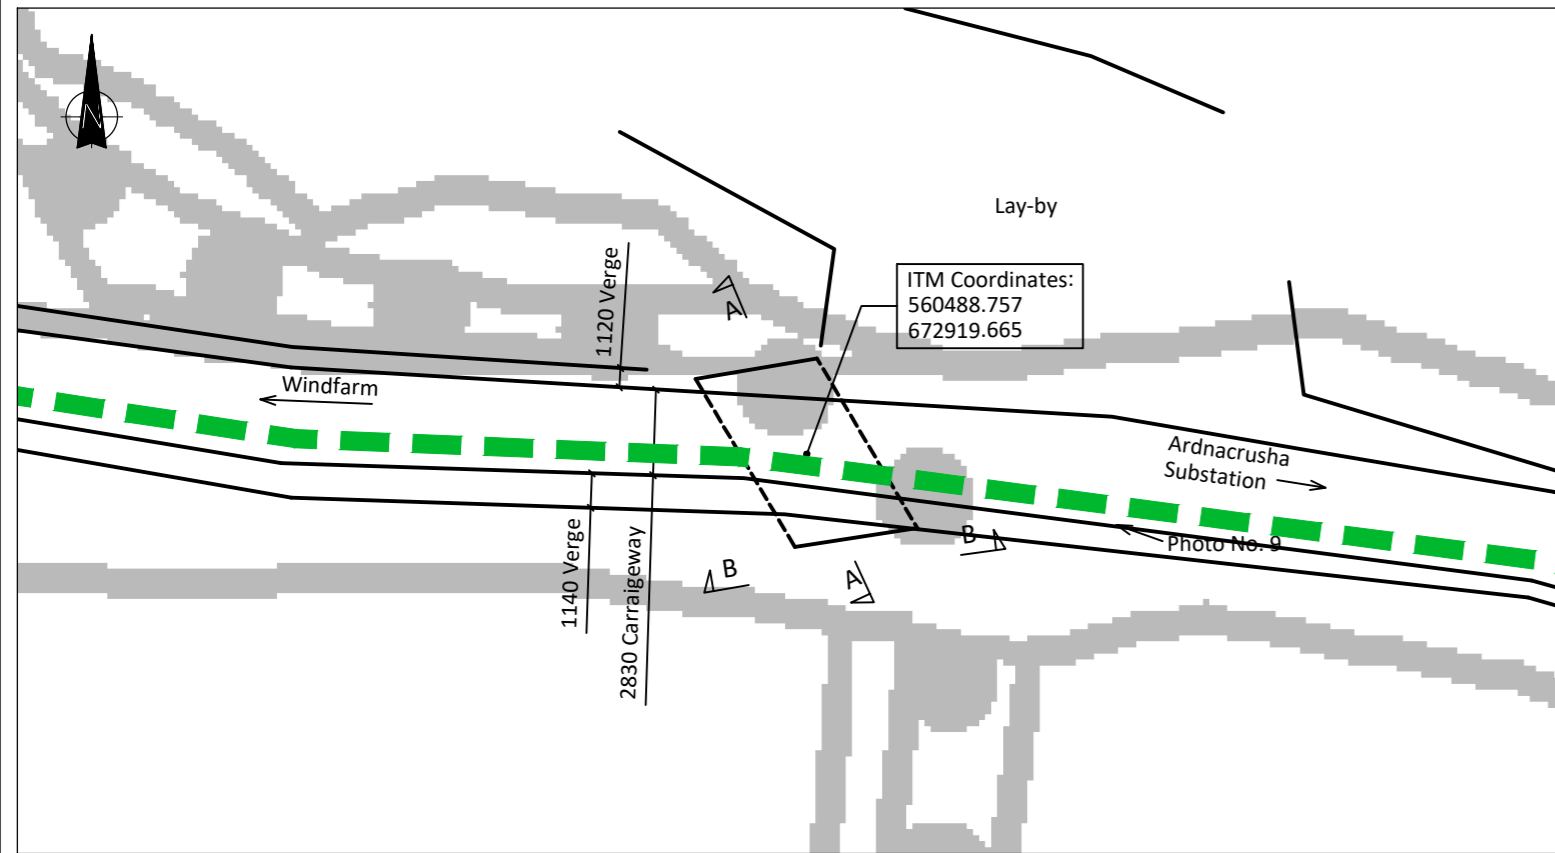 N
Lay-by
1120 Verge
A
ITM Coordinates:
560488.757
672919.665
Windfarm
Ardnacrusha
Substation
B
Photo No. 9
B
A
1140 Verge
2830 Carraigeway